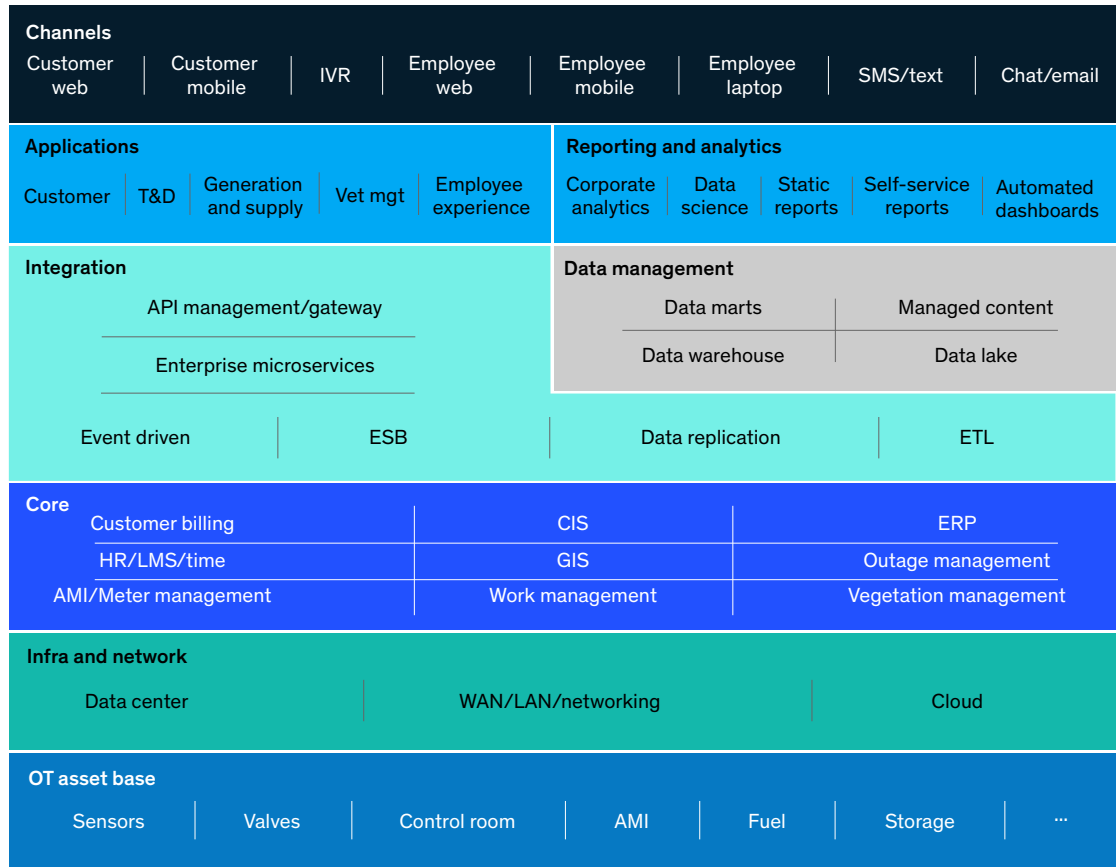 Channels
Customer web
Customer mobile
IVR
Employee web
Employee mobile
Employee laptop
SMS/text
Chat/email
Applications
Customer
T&D
Generation and supply
Vet mgt
Employee experience
Reporting and analytics
Corporate analytics
Data science
Static reports
Self-service reports
Automated dashboards
Integration
API management/gateway
Enterprise microservices
Data management
Data marts
Managed content
Data warehouse
Data lake
Event driven
ESB
Data replication
ETL
Core
Customer billing
CIS
ERP
HR/LMS/time
GIS
Outage management
AMI/Meter management
Work management
Vegetation management
Infra and network
Data center
WAN/LAN/networking
Cloud
OT asset base
Sensors
Valves
Control room
AMI
Fuel
Storage
...